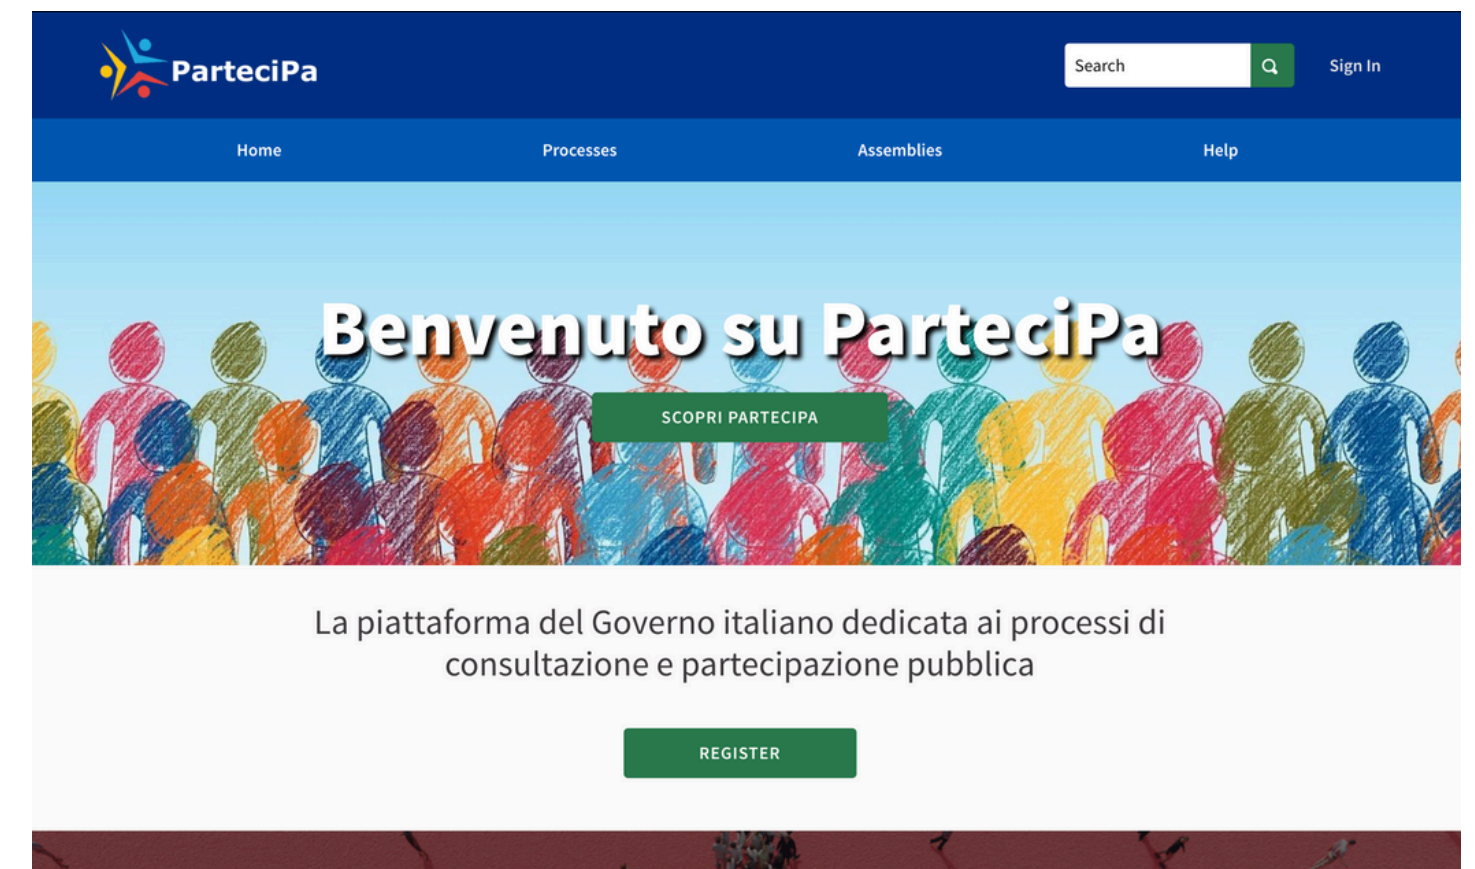 ParteciPa
Search
Sign In
Home
Processes
Assemblies
Help
Benvenuto su ParteciPa
SCOPRI PARTECIPA
La piattaforma del Governo italiano dedicata ai processi di
consultazione e partecipazione pubblica
REGISTER